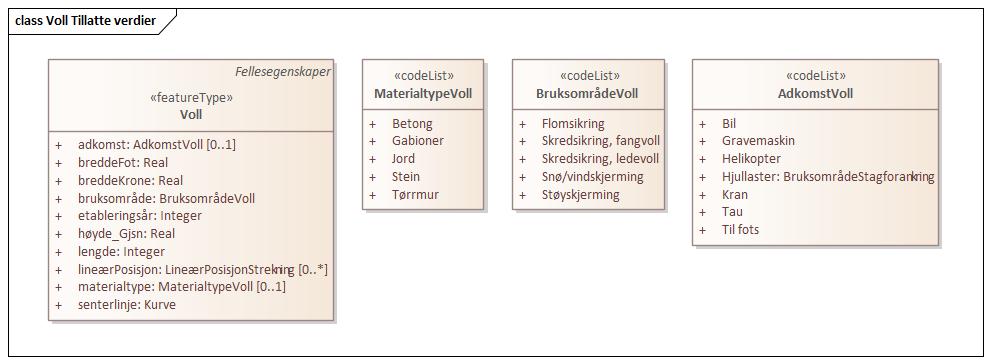 class Voll Tillatte verdier
Fellesegenskaper
«featureType»
Voll
+ adkomst: AdkomstVoll [0..1]
+ breddeFot: Real
+ breddeKrone: Real
+ bruksområde: BruksområdeVoll
+ etableringsår: Integer
+ høyde_Gjsn: Real
+ lengde: Integer
+ lineærPosisjon: LineærPosisjonStrekning [0..*]
+ materialtype: MaterialtypeVoll [0..1]
+ senterlinje: Kurve
«codeList»
MaterialtypeVoll
+ Betong
+ Gabioner
+ Jord
+ Stein
+ Tørrmur
«codeList»
BruksområdeVoll
+ Flomsikring
+ Skredsikring, fangvoll
+ Skredsikring, ledevoll
+ Snø/vindskjerming
+ Støyskjerming
«codeList»
AdkomstVoll
+ Bil
+ Gravemaskin
+ Helikopter
+ Hjullaster: BruksområdeStagforankring
+ Kran
+ Tau
+ Til fots